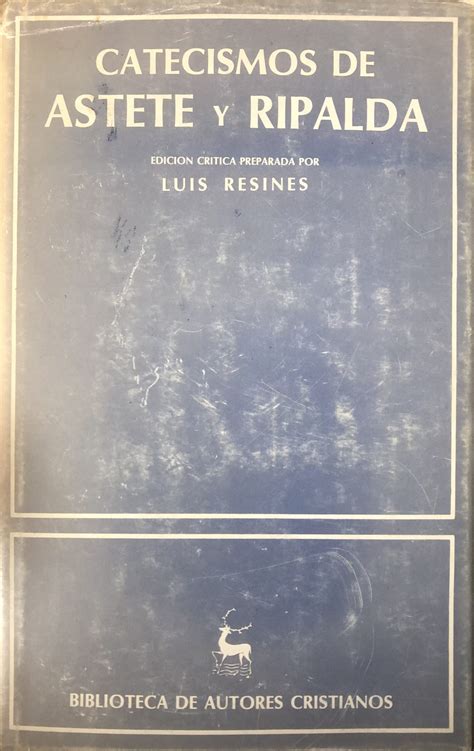 CATECISMOS DE
ASTETE Y RIPALDA
EDICION CRITICA PREPARADA POR
LUIS RESINES
BIBLIOTECA DE AUTORES CRISTIANOS